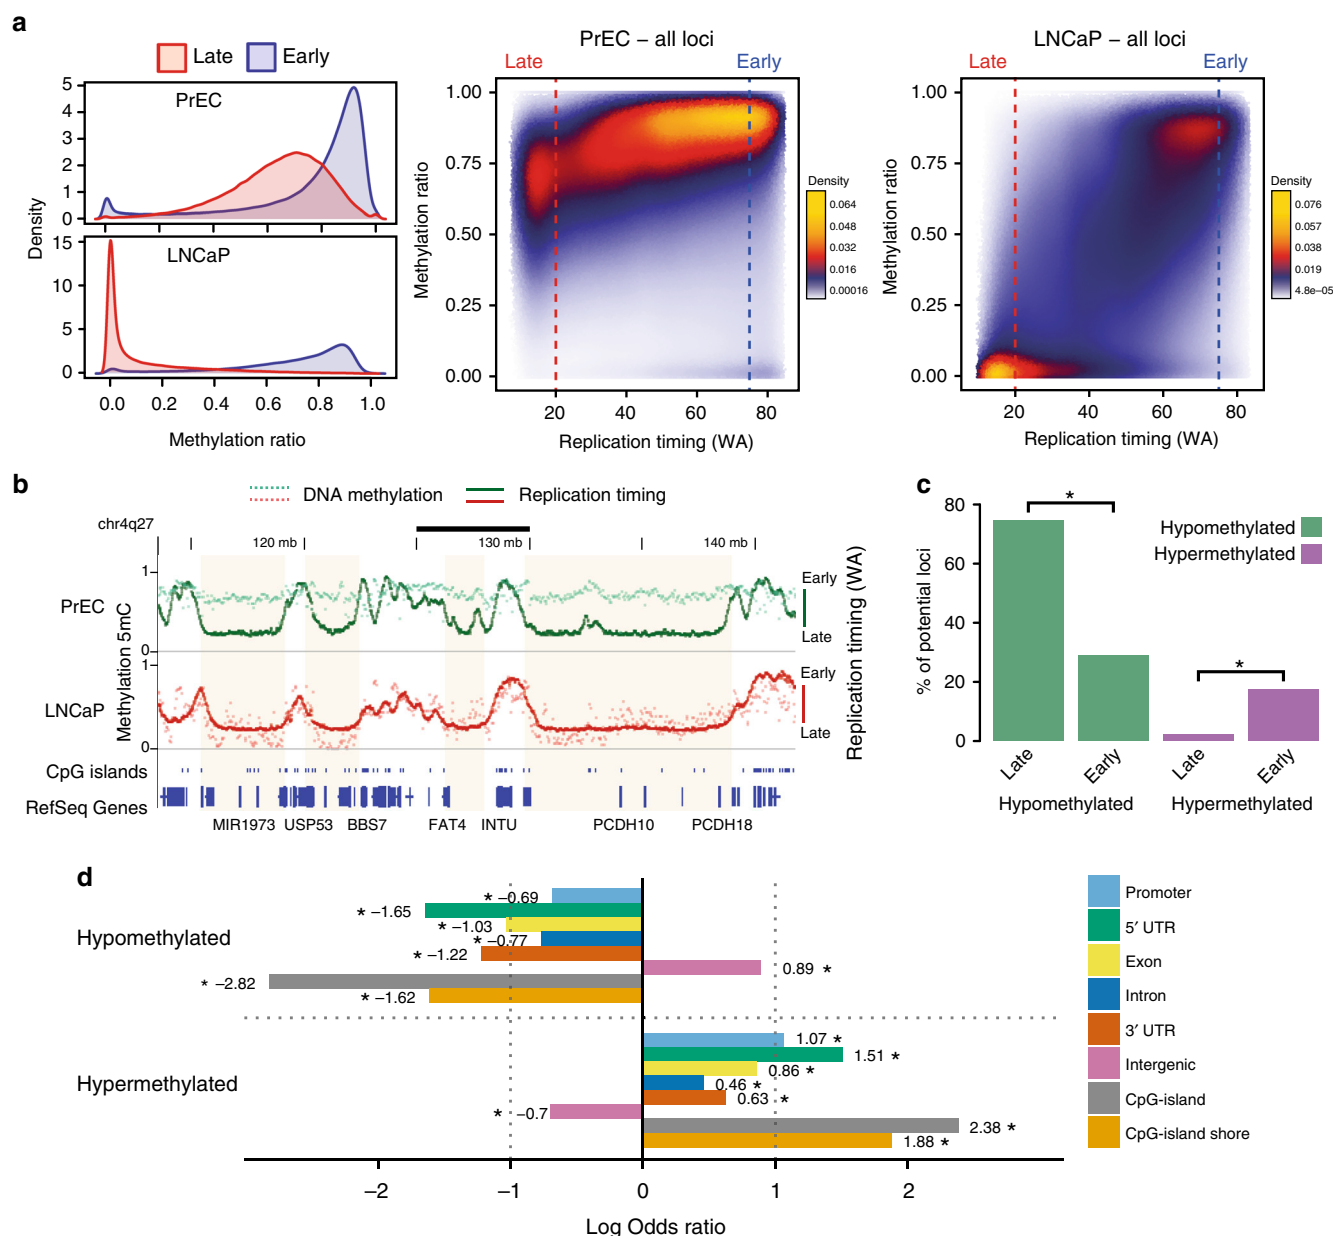 a
Late Early
PrEC
5
4
3
2
1
0
Density
LNCaP
15
10
5
0
0.0 0.2 0.4 0.6 0.8 1.0
Methylation ratio
PrEC – all loci
Late Early
1.00
0.75
0.50
0.25
0.00
Methylation ratio
20 40 60 80
Replication timing (WA)
Density
0.064
0.048
0.032
0.016
0.00016
LNCaP – all loci
Late Early
1.00
0.75
0.50
0.25
0.00
Methylation ratio
20 40 60 80
Replication timing (WA)
Density
0.076
0.057
0.038
0.019
4.8e–05
b
DNA methylation Replication timing
chr4q27
120 mb 130 mb 140 mb
PrEC
1
0
Early
Late
Methylation 5mC
Replication timing (WA)
LNCaP
1
0
Early
Late
CpG islands
RefSeq Genes
MIR1973 USP53 BBS7 FAT4 INTU PCDH10 PCDH18
c
80
60
40
20
0
% of potential loci
*
*
Hypomethylated
Hypermethylated
Late Early Late Early
Hypomethylated Hypermethylated
d
Hypomethylated
* –0.69
* –1.65
* –1.03
* –0.77
* –1.22
0.89 *
* –2.82
* –1.62
Hypermethylated
1.07 *
1.51 *
0.86 *
0.46 *
0.63 *
* –0.7
2.38 *
1.88 *
–2 –1 0 1 2
Log Odds ratio
Promoter
5′ UTR
Exon
Intron
3′ UTR
Intergenic
CpG-island
CpG-island shore